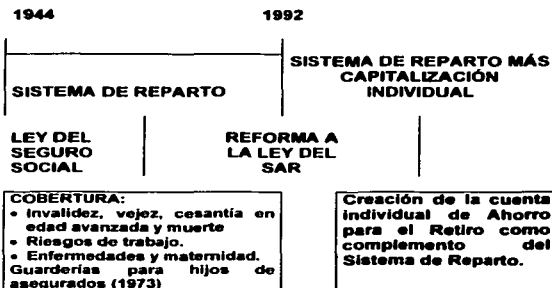 1944 1992
SISTEMA DE REPARTO
SISTEMA DE REPARTO MÁS
CAPITALIZACIÓN
INDIVIDUAL
LEY DEL
SEGURO
SOCIAL
REFORMA A
LA LEY DEL
SAR
COBERTURA:
• Invalidez, vejez, cesantía en
edad avanzada y muerte
• Riesgos de trabajo.
• Enfermedades y maternidad.
Guarderías para hijos de
asegurados (1973)
Creación de la cuenta
individual de Ahorro
para el Retiro como
complemento del
Sistema de Reparto.